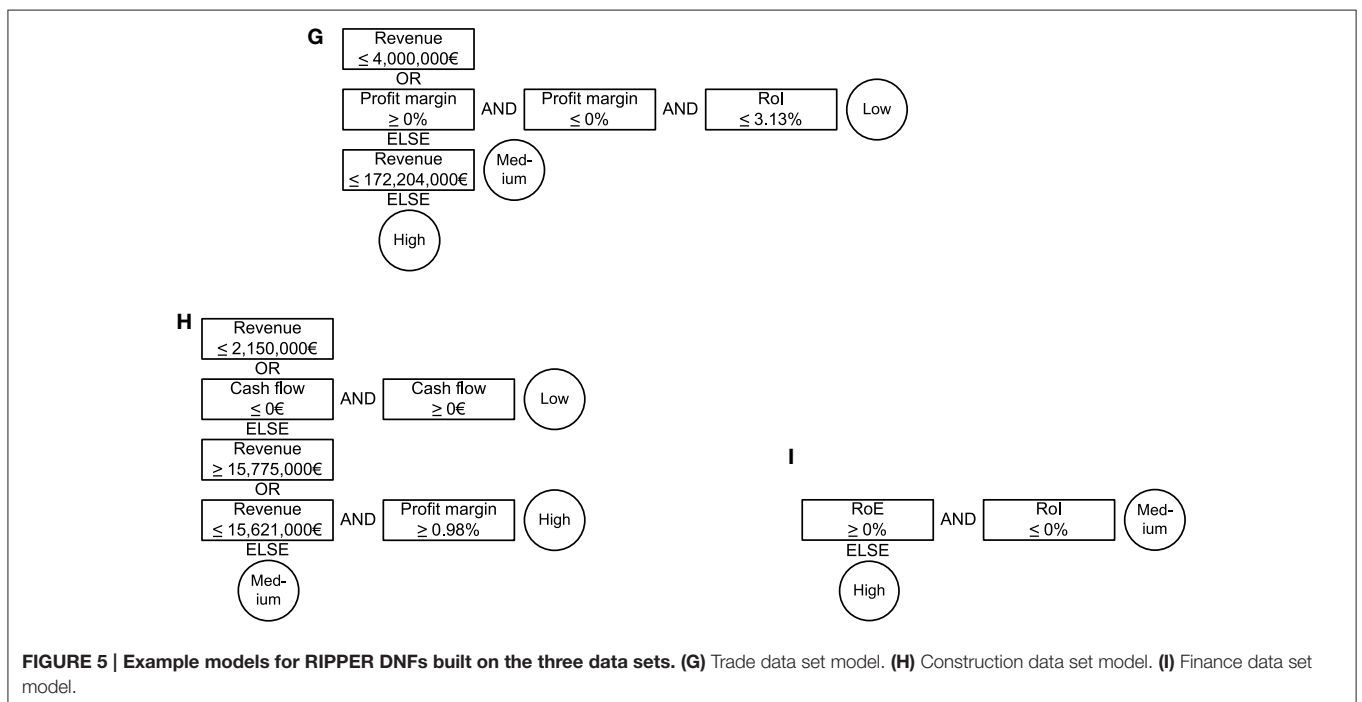 G
Revenue
≤ 4,000,000€
OR
Profit margin
≥ 0%
AND
Profit margin
≤ 0%
AND
RoI
≤ 3.13%
Low
ELSE
Revenue
≤ 172,204,000€
Med-
ium
ELSE
High
H
Revenue
≤ 2,150,000€
OR
Cash flow
≤ 0€
AND
Cash flow
≥ 0€
Low
ELSE
Revenue
≥ 15,775,000€
OR
Revenue
≤ 15,621,000€
AND
Profit margin
≥ 0.98%
High
ELSE
Med-
ium
I
RoE
≥ 0%
AND
RoI
≤ 0%
Med-
ium
ELSE
High
FIGURE 5 | Example models for RIPPER DNFs built on the three data sets. (G) Trade data set model. (H) Construction data set model. (I) Finance data set
model.